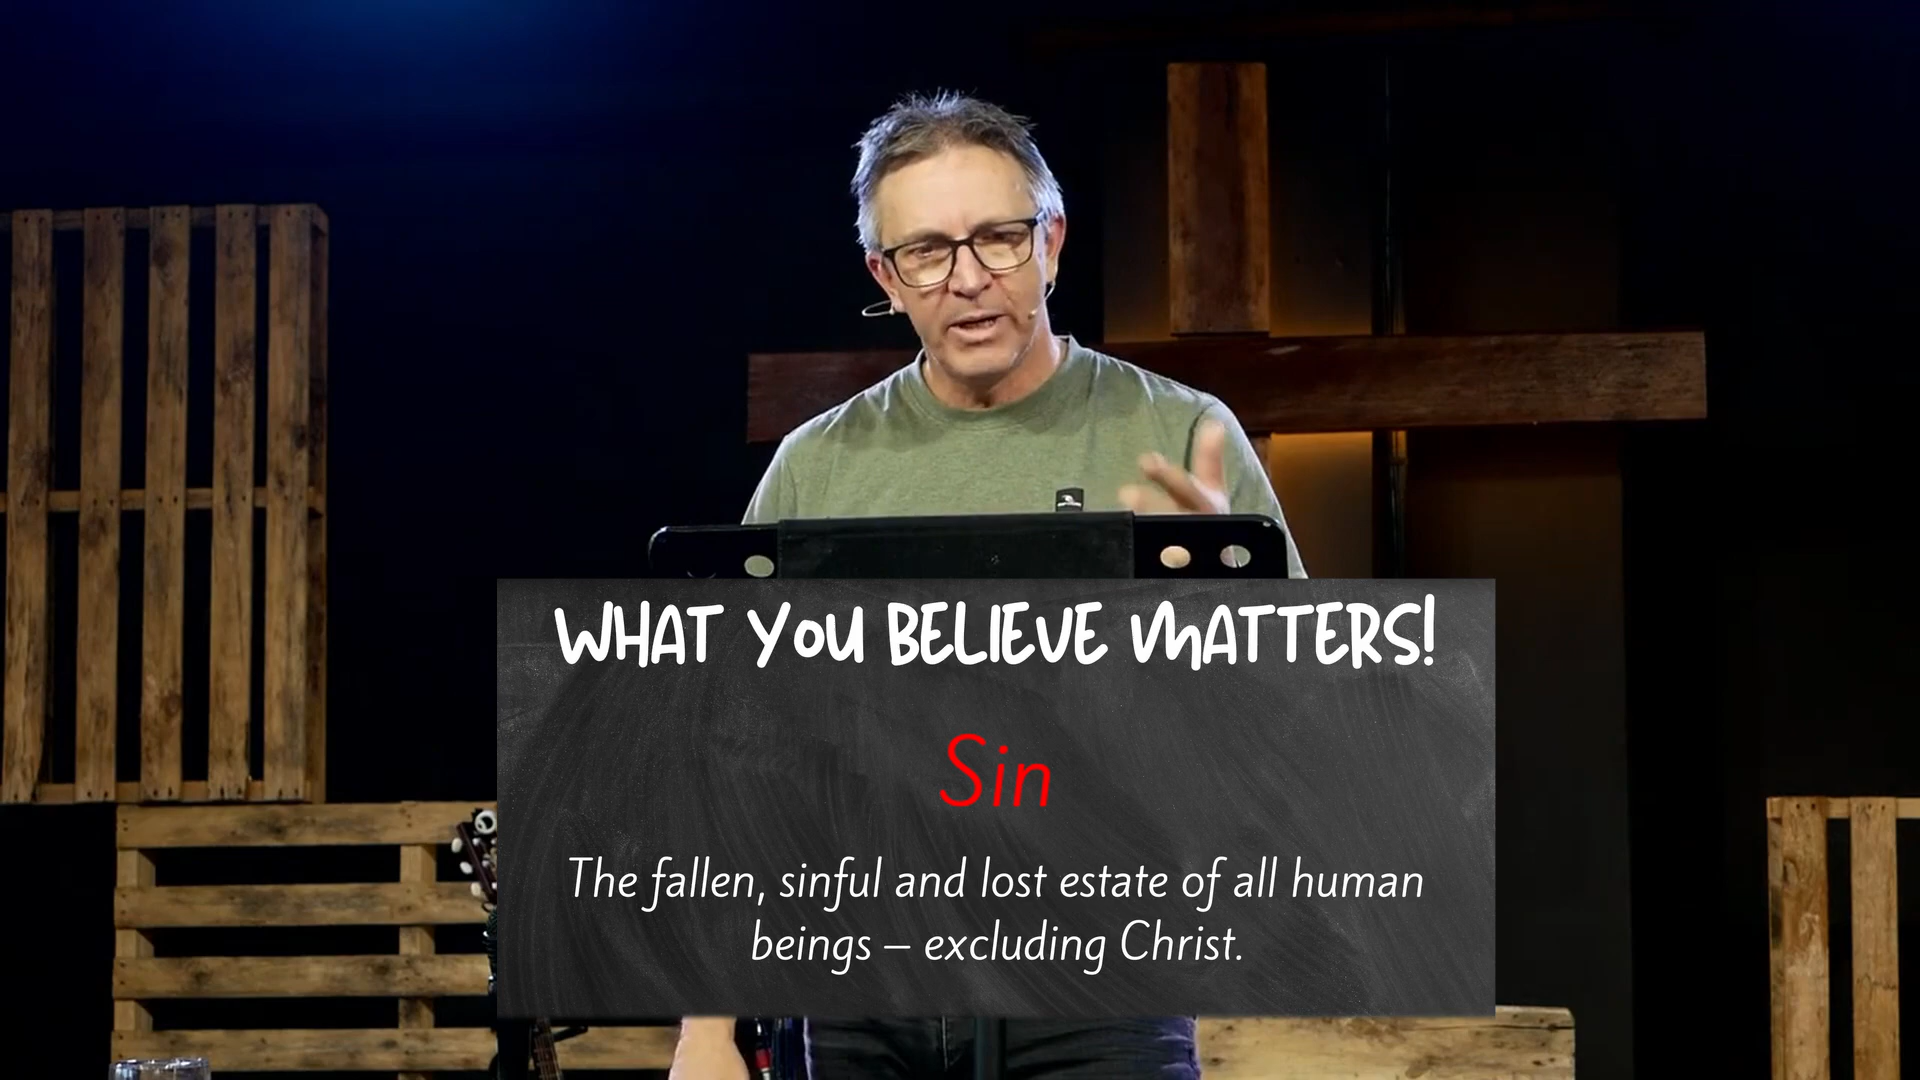 WHAT YOU BELIEVE MATTERS!
Sin
The fallen, sinful and lost estate of all human
beings – excluding Christ.